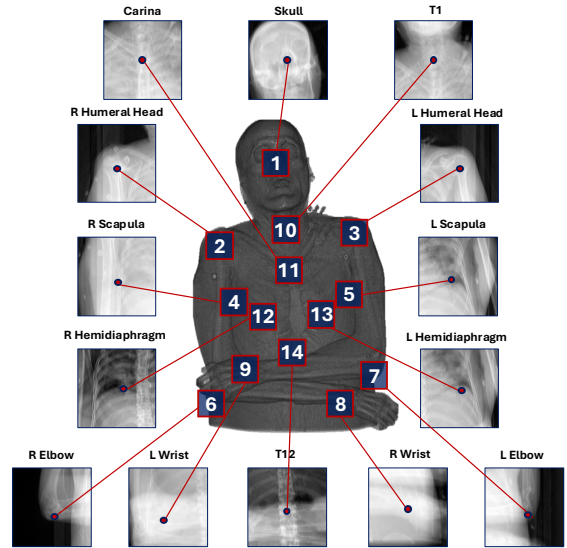 Carina
Skull
T1
R Humeral Head
L Humeral Head
1
10
2
3
R Scapula
L Scapula
11
4
5
12
13
R Hemidiaphragm
L Hemidiaphragm
14
9
7
6
8
R Elbow
L Wrist
T12
R Wrist
L Elbow